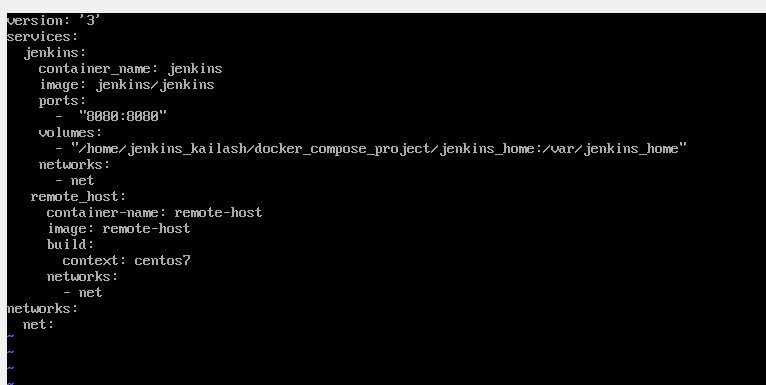 version: '3'
services:
  jenkins:
    container_name: jenkins
    image: jenkins/jenkins
    ports:
      -  "8080:8080"
    volumes:
      - "/home/jenkins_kailash/docker_compose_project/jenkins_home:/var/jenkins_home"
    networks:
      - net
   remote_host:
     container-name: remote-host
     image: remote-host
     build:
       context: centos7
     networks:
       - net
networks:
  net:
~
~
~
~